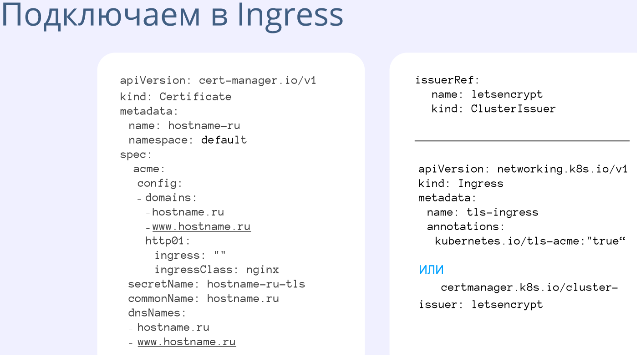 Подключаем в Ingress
apiVersion: cert-manager.io/v1
kind: Certificate
metadata:
name: hostname-ru
namespace: default
spec:
acme:
config:
- domains:
- hostname.ru
- www.hostname.ru
http01:
ingress: ""
ingressClass: nginx
secretName: hostname-ru-tls
commonName: hostname.ru
dnsNames:
hostname.ru
- www.hostname.ru
issuerRef:
name: letsencrypt
kind: ClusterIssuer
apiVersion: networking.k8s.io/v1
kind: Ingress
metadata:
name: tls-ingress
annotations:
kubernetes.io/tls-acme:"true“
ИЛИ
certmanager.k8s.io/cluster-
issuer: letsencrypt